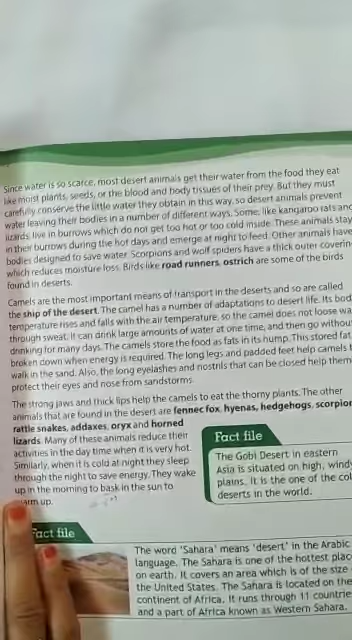 Since water is so scarce, most desert animals get their water from the food they eat
like moist plants, seeds, or the blood and body tissues of their prey. But they must
carefully conserve the little water they obtain in this way, so desert animals prevent
water leaving their bodies in a number of different ways. Some, like kangaroo rats and
lizards, live in burrows which do not get too hot or too cold inside. These animals stay
in their burrows during the hot days and emerge at night to feed. Other animals have
bodies designed to save water. Scorpions and wolf spiders have a thick outer coverin
which reduces moisture loss. Birds like road runners, ostrich are some of the birds
found in deserts.
Camels are the most important means of transport in the deserts and so are called
the ship of the desert. The camel has a number of adaptations to desert life. Its bod
temperature rises and falls with the air temperature, so the camel does not loose wa
through sweat. It can drink large amounts of water at one time, and then go withou
drinking for many days. The camels store the food as fats in its hump. This stored fat
broken down when energy is required. The long legs and padded feet help camels t
walk in the sand. Also, the long eyelashes and nostrils that can be closed help them
protect their eyes and nose from sandstorms.
The strong jaws and thick lips help the camels to eat the thorny plants. The other
animals that are found in the desert are fennec fox, hyenas, hedgehogs, scorpion
rattle snakes, addaxes, oryx and horned
lizards. Many of these animals reduce their
activities in the day time when it is very hot.
Similarly, when it is cold at night they sleep
through the night to save energy. They wake
up in the morning to bask in the sun to
warm up.
Fact file
The Gobi Desert in eastern
Asia is situated on high, windy
plains. It is one of the col
deserts in the world.
Fact file
The word 'Sahara' means 'desert' in the Arabic
language. The Sahara is one of the hottest plac
on earth. It covers an area which is of the size
the United States. The Sahara is located on the
continent of Africa. It runs through 11 countrie
and a part of Africa known as Western Sahara.